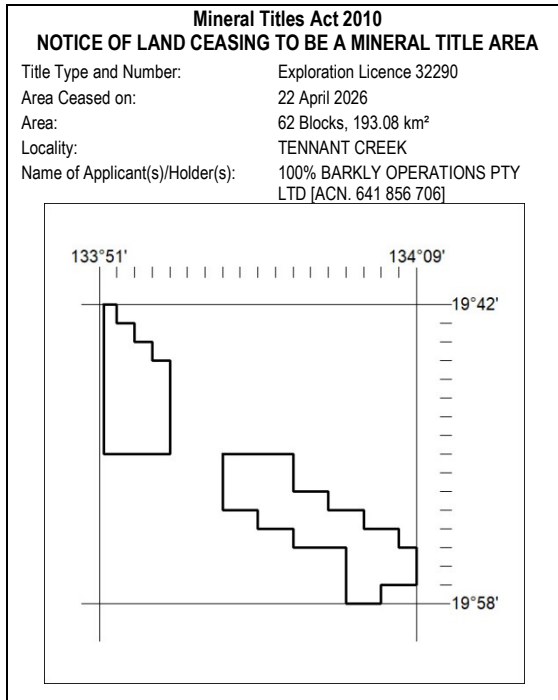 Mineral Titles Act 2010
NOTICE OF LAND CEASING TO BE A MINERAL TITLE AREA
Title Type and Number: Exploration Licence 32290
Area Ceased on: 22 April 2026
Area: 62 Blocks, 193.08 km²
Locality: TENNANT CREEK
Name of Applicant(s)/Holder(s): 100% BARKLY OPERATIONS PTY
LTD [ACN. 641 856 706]
133°51' 134°09'
19°42'
19°58'